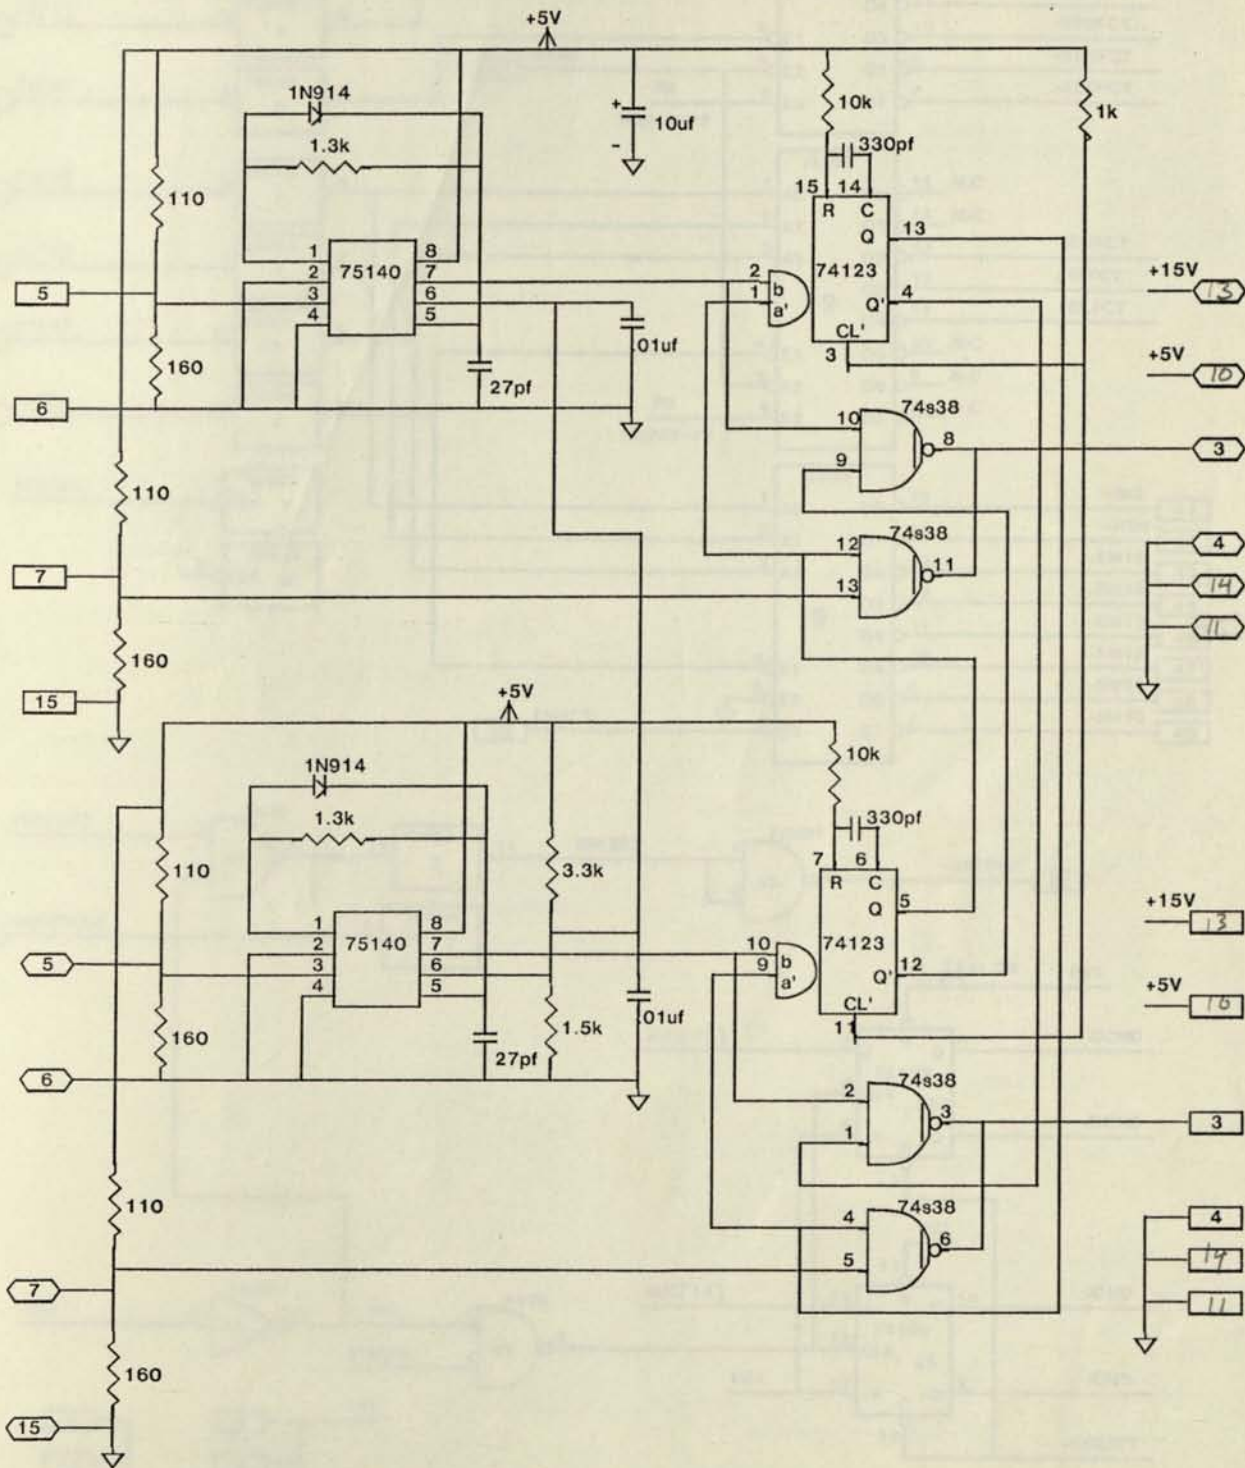 +5V
1N914
1.3k
+
10uf
-
10k
330pf
1k
110
15 14
R C
Q 13
74123
Q' 4
CL'
3
1 8
2 75140 7
3 6
4 5
2 b
1 a'
+15V
13
5
.01uf
160
27pf
+5V
10
6
74s38
10
8
9
3
110
74s38
12
11
13
4
7
14
11
160
15
+5V
1N914
1.3k
10k
330pf
110
3.3k
7 6
R C
Q 5
74123
Q' 12
CL'
11
1 8
2 75140 7
3 6
4 5
10 b
9 a'
+15V
13
5
160
1.5k
.01uf
27pf
+5V
10
6
74s38
2
3
1
3
110
74s38
4
6
5
4
14
11
7
160
15